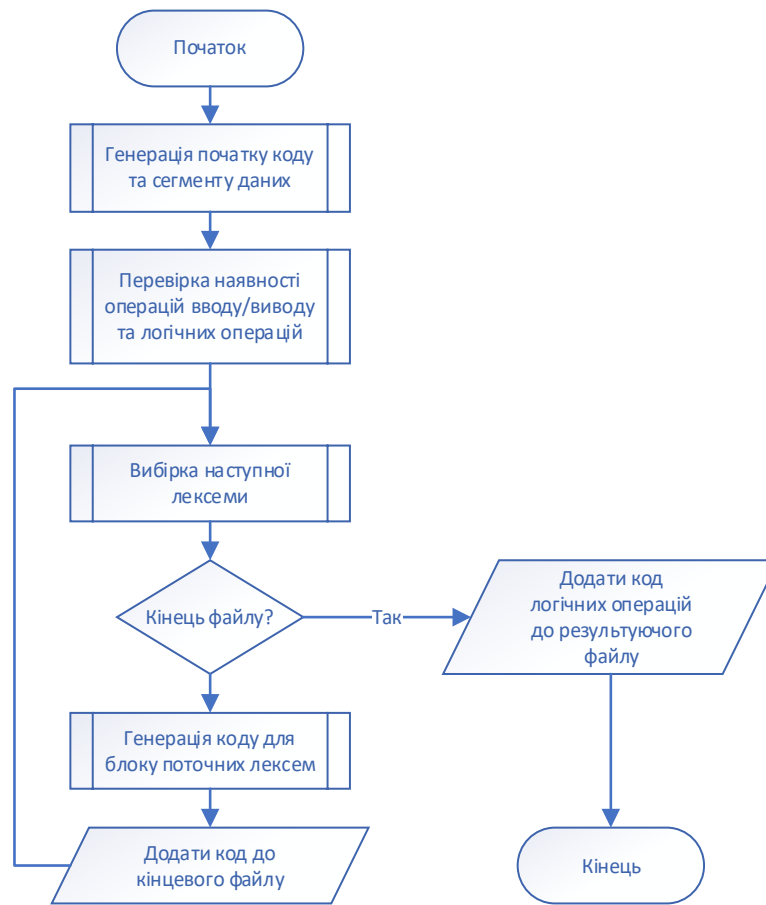 Початок
Генерація початку коду
та сегменту даних
Перевірка наявності
операцій вводу/виводу
та логічних операцій
Вибірка наступної
лексеми
Кінець файлу?
Так
Додати код
логічних операцій
до результуючого
файлу
Генерація коду для
блоку поточних лексем
Додати код до
кінцевого файлу
Кінець